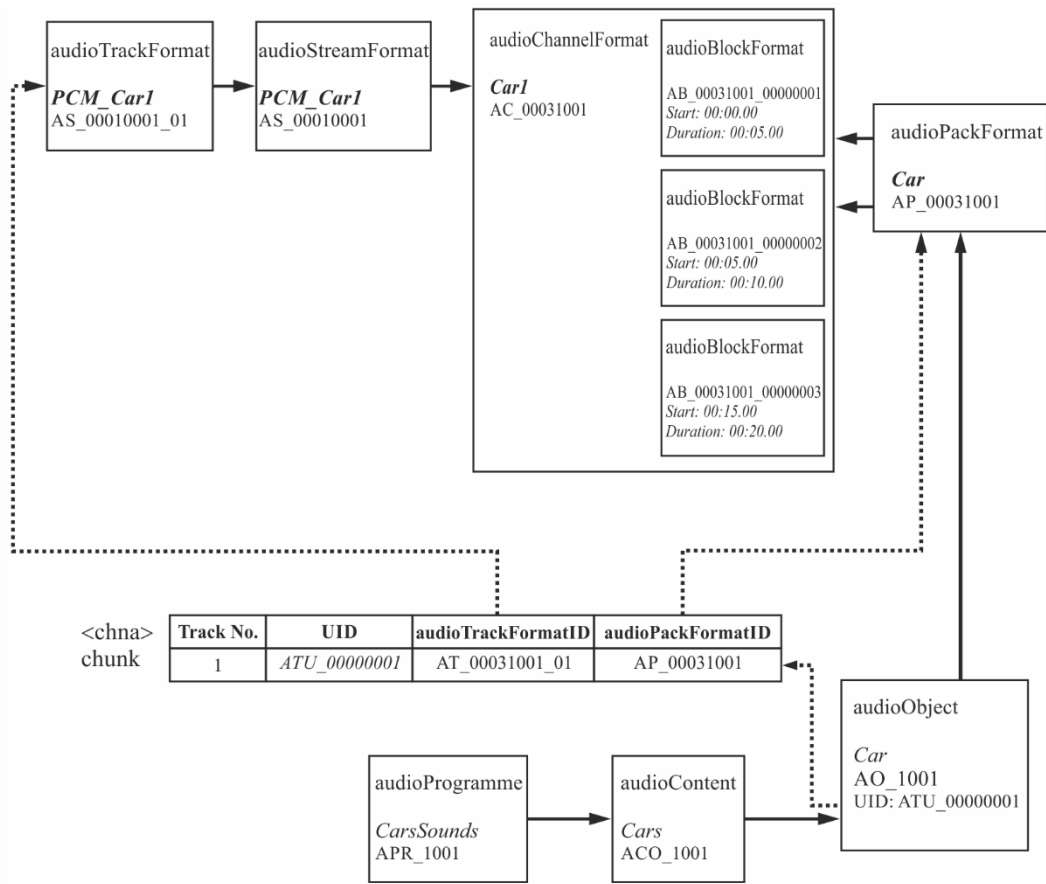 audioTrackFormat
PCM_Car1
AS_00010001_01
audioStreamFormat
PCM_Car1
AS_00010001
audioChannelFormat
Car1
AC_00031001
audioBlockFormat
AB_00031001_00000001
Start: 00:00.00
Duration: 00:05.00
audioBlockFormat
AB_00031001_00000002
Start: 00:05.00
Duration: 00:10.00
audioBlockFormat
AB_00031001_00000003
Start: 00:15.00
Duration: 00:20.00
audioPackFormat
Car
AP_00031001
<chna>
chunk
Track No. UID audioTrackFormatID audioPackFormatID
1 ATU_00000001 AT_00031001_01 AP_00031001
audioProgramme
CarsSounds
APR_1001
audioContent
Cars
ACO_1001
audioObject
Car
AO_1001
UID: ATU_00000001